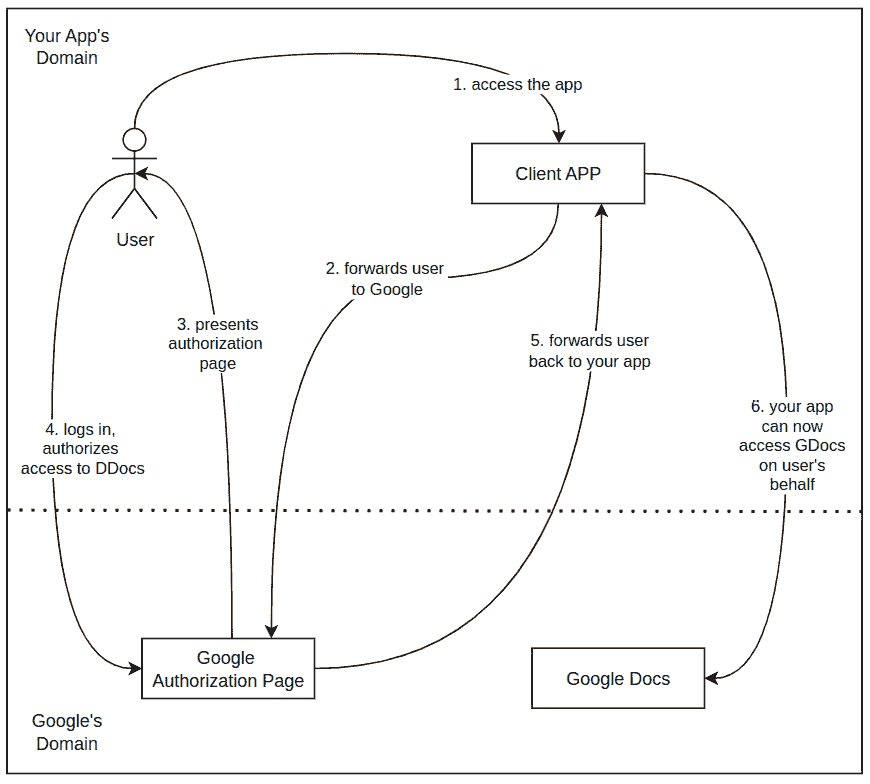 Your App's
Domain
1. access the app
Client APP
User
2. forwards user
to Google
3. presents
authorization
page
5. forwards user
back to your app
4. logs in,
authorizes
access to DDocs
6. your app
can now
access GDocs
on user's
behalf
Google
Authorization Page
Google Docs
Google's
Domain